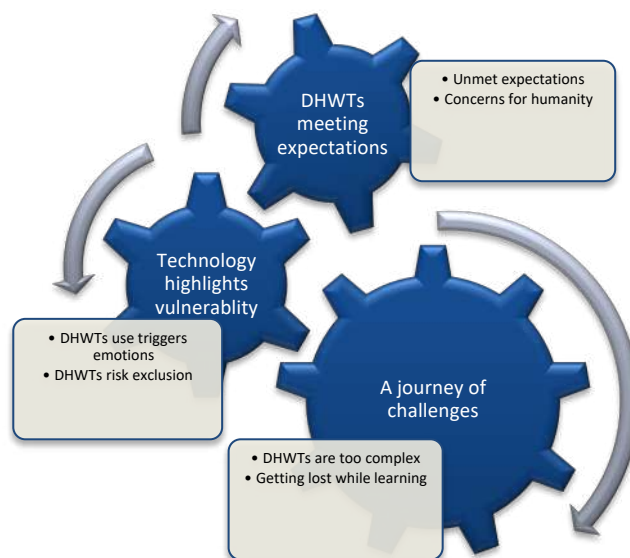 DHWTs
meeting
expectations
• Unmet expectations
• Concerns for humanity
Technology
highlights
vulnerablity
• DHWTs use triggers
emotions
• DHWTs risk exclusion
A journey of
challenges
• DHWTs are too complex
• Getting lost while learning